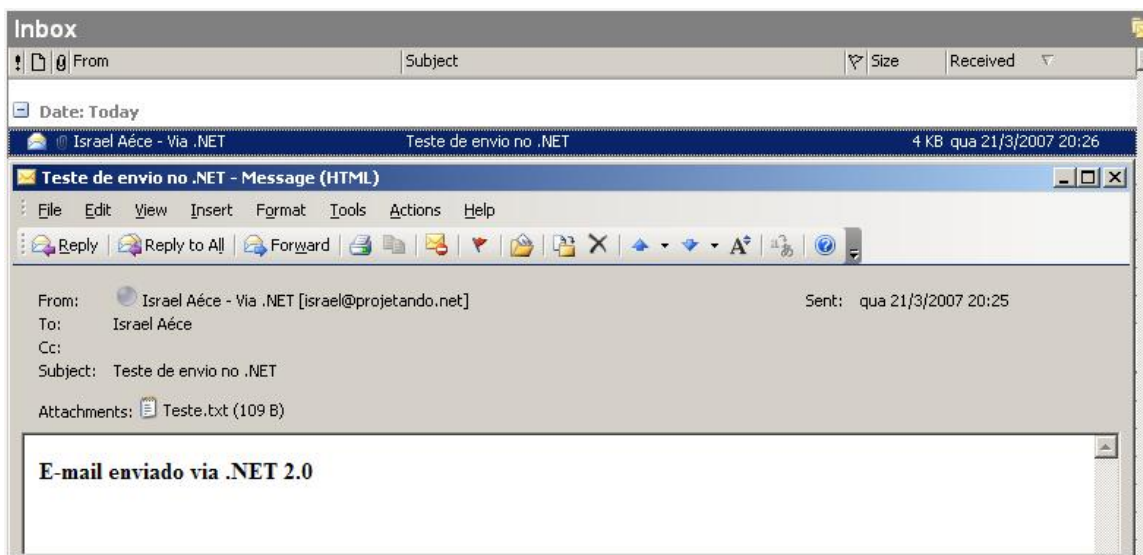 Inbox
! From Subject Size Received
Date: Today
Israel Aéce - Via .NET Teste de envio no .NET 4 KB qua 21/3/2007 20:26
Teste de envio no .NET - Message (HTML)
File Edit View Insert Format Tools Actions Help
Reply Reply to All Forward
From: Israel Aéce - Via .NET [israel@projetando.net] Sent: qua 21/3/2007 20:25
To: Israel Aéce
Cc:
Subject: Teste de envio no .NET
Attachments: Teste.txt (109 B)
E-mail enviado via .NET 2.0